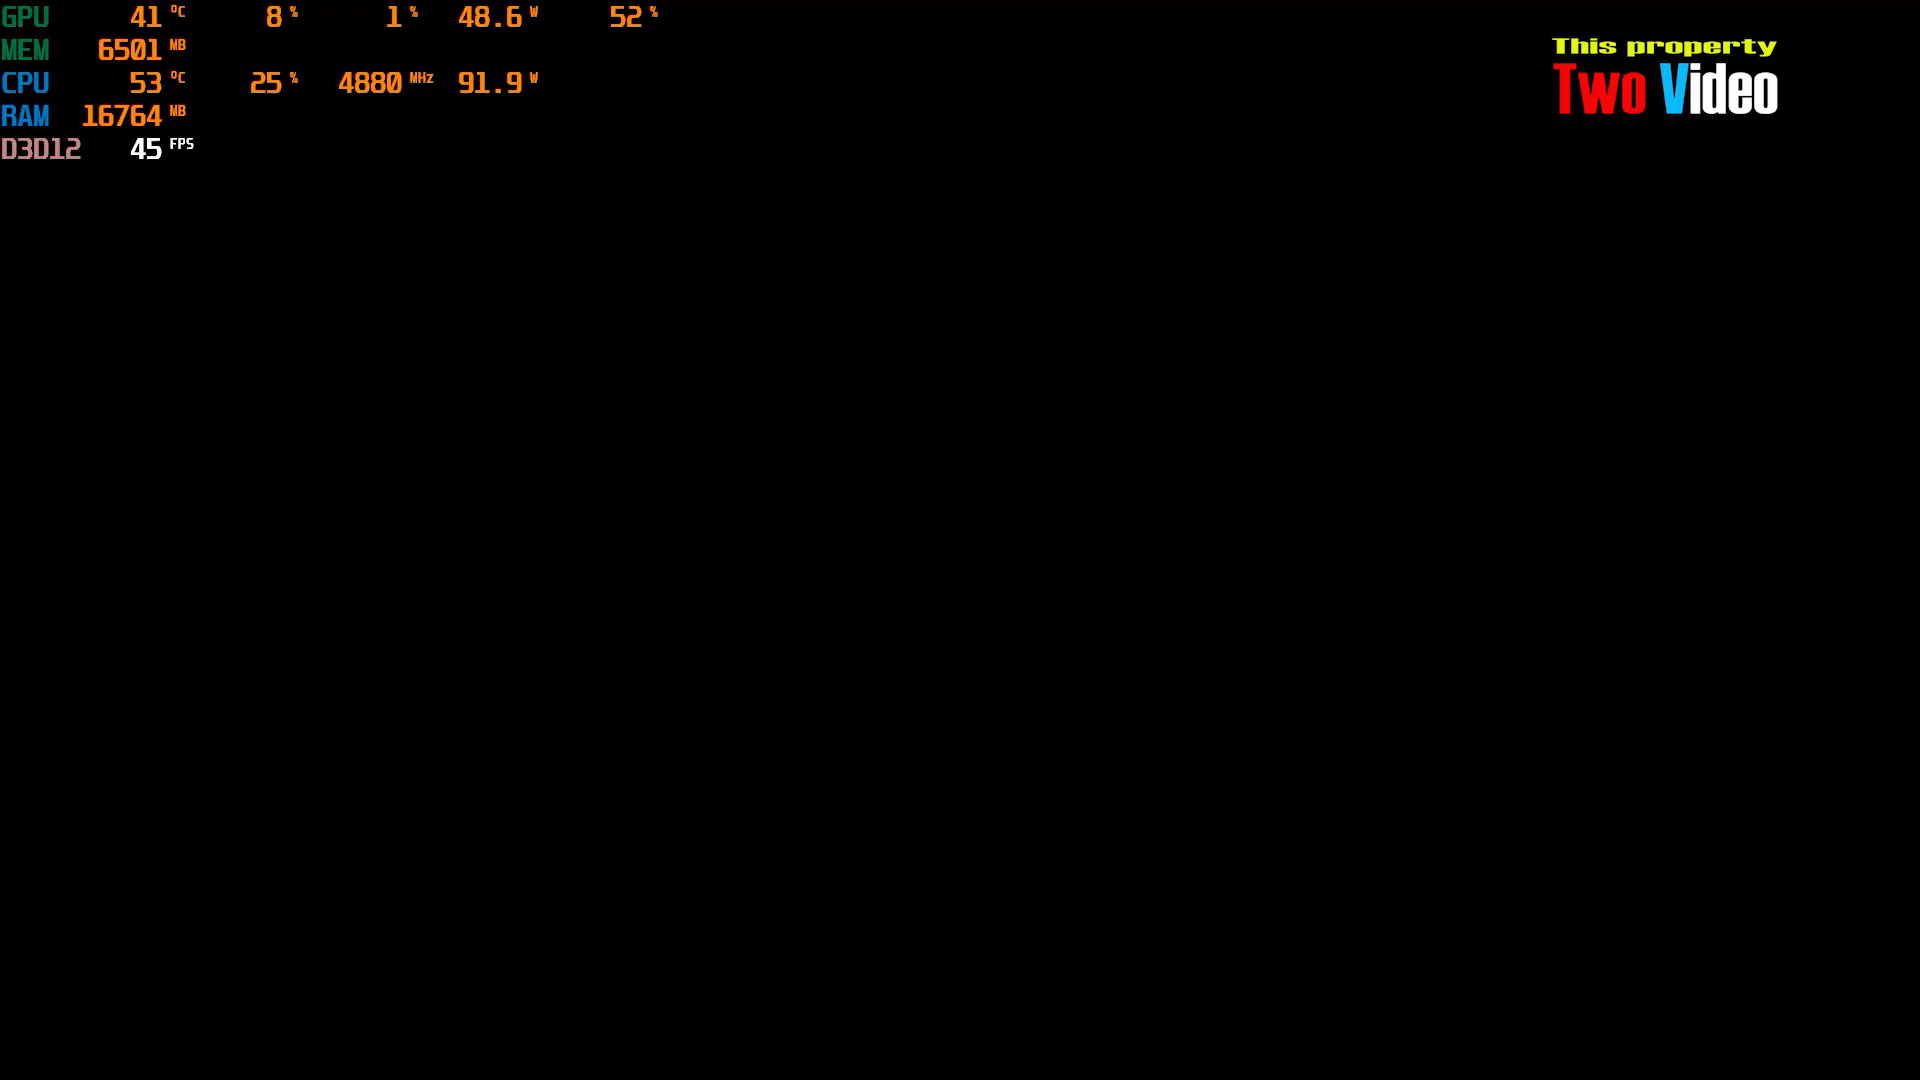 GPU 41 °C 8 % 1 % 48.6 W 52 %
MEM 6501 MB
CPU 53 °C 25 % 4880 MHz 91.9 W
RAM 16764 MB
D3D12 45 FPS
This property
Two Video